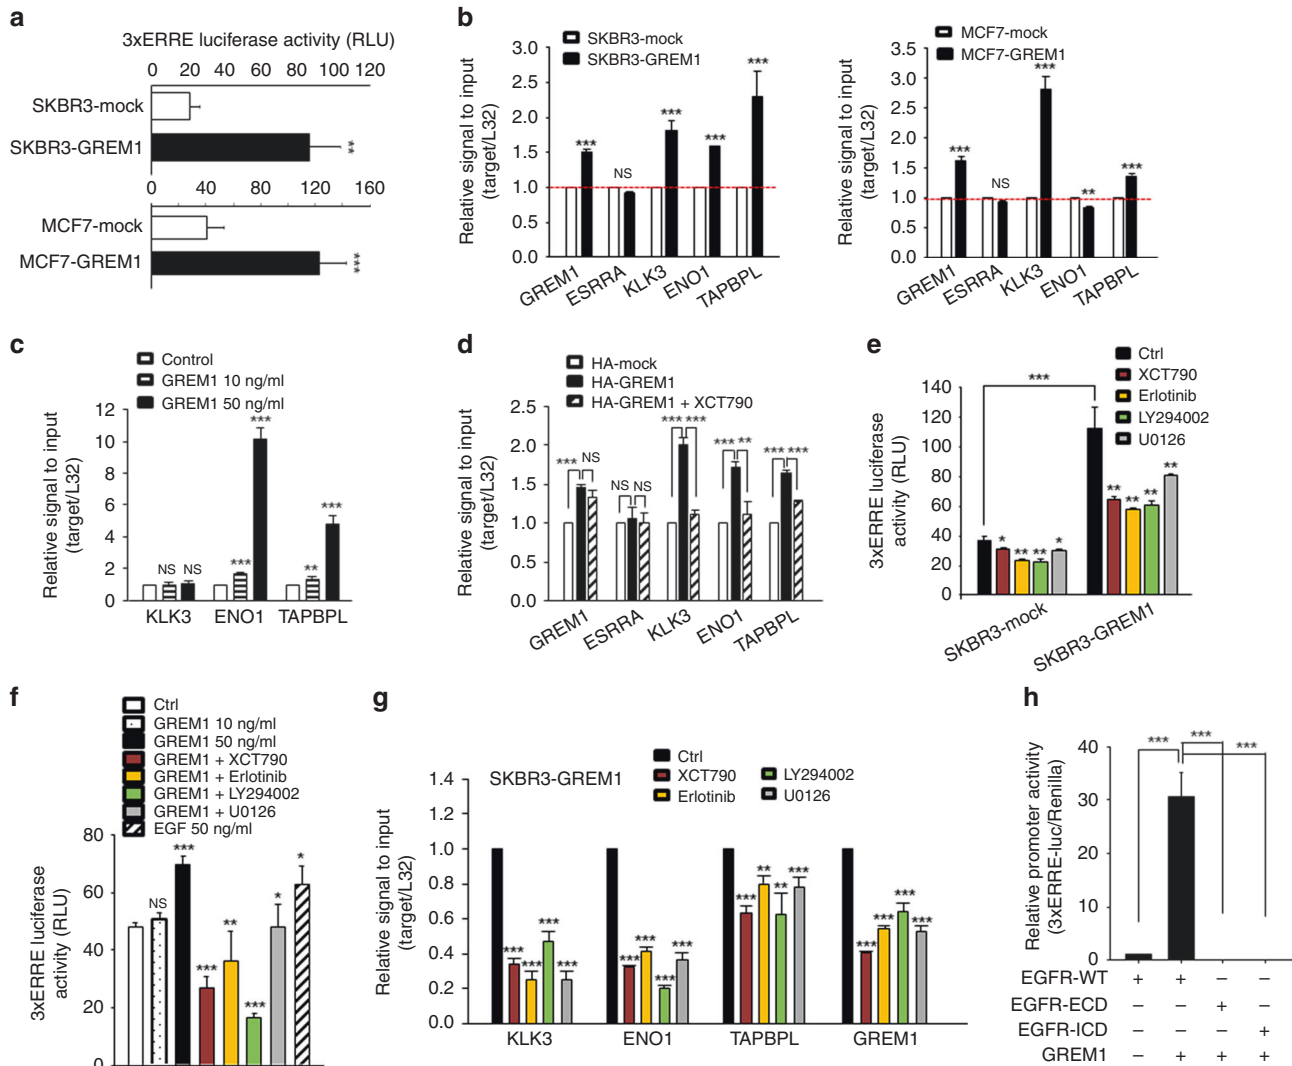 a
3xERRE luciferase activity (RLU)
0 20 40 60 80 100 120
SKBR3-mock
SKBR3-GREM1
**
0 40 80 120 160
MCF7-mock
MCF7-GREM1
***
b
SKBR3-mock
SKBR3-GREM1
Relative signal to input
(target/L32)
3.0
2.5
2.0
1.5
1.0
0.5
0.0
*** NS *** *** ***
GREM1 ESRRA KLK3 ENO1 TAPBPL
MCF7-mock
MCF7-GREM1
Relative signal to input
(target/L32)
3.5
3.0
2.5
2.0
1.5
1.0
0.5
0.0
*** NS *** ** ***
GREM1 ESRRA KLK3 ENO1 TAPBPL
c
Control
GREM1 10 ng/ml
GREM1 50 ng/ml
Relative signal to input
(target/L32)
12
10
8
6
4
2
0
NS NS *** *** ** ***
KLK3 ENO1 TAPBPL
d
HA-mock
HA-GREM1
HA-GREM1 + XCT790
Relative signal to input
(target/L32)
2.5
2.0
1.5
1.0
0.5
0.0
*** NS NS NS *** *** *** ** *** ***
GREM1 ESRRA KLK3 ENO1 TAPBPL
e
Ctrl
XCT790
Erlotinib
LY294002
U0126
3xERRE luciferase
activity (RLU)
140
120
100
80
60
40
20
0
***
* ** ** * ** ** ** **
SKBR3-mock SKBR3-GREM1
f
Ctrl
GREM1 10 ng/ml
GREM1 50 ng/ml
GREM1 + XCT790
GREM1 + Erlotinib
GREM1 + LY294002
GREM1 + U0126
EGF 50 ng/ml
3xERRE luciferase
activity (RLU)
80
60
40
20
0
NS *** *** ** *** * *
g
SKBR3-GREM1
Ctrl
XCT790
Erlotinib
LY294002
U0126
Relative signal to input
(target/L32)
1.4
1.2
1.0
0.8
0.6
0.4
0.2
0.0
*** *** *** *** *** *** *** *** *** ** ** *** *** *** *** ***
KLK3 ENO1 TAPBPL GREM1
h
Relative promoter activity
(3xERRE-luc/Renilla)
40
30
20
10
0
*** *** ***
EGFR-WT + + – –
EGFR-ECD – – + –
EGFR-ICD – – – +
GREM1 – + + +